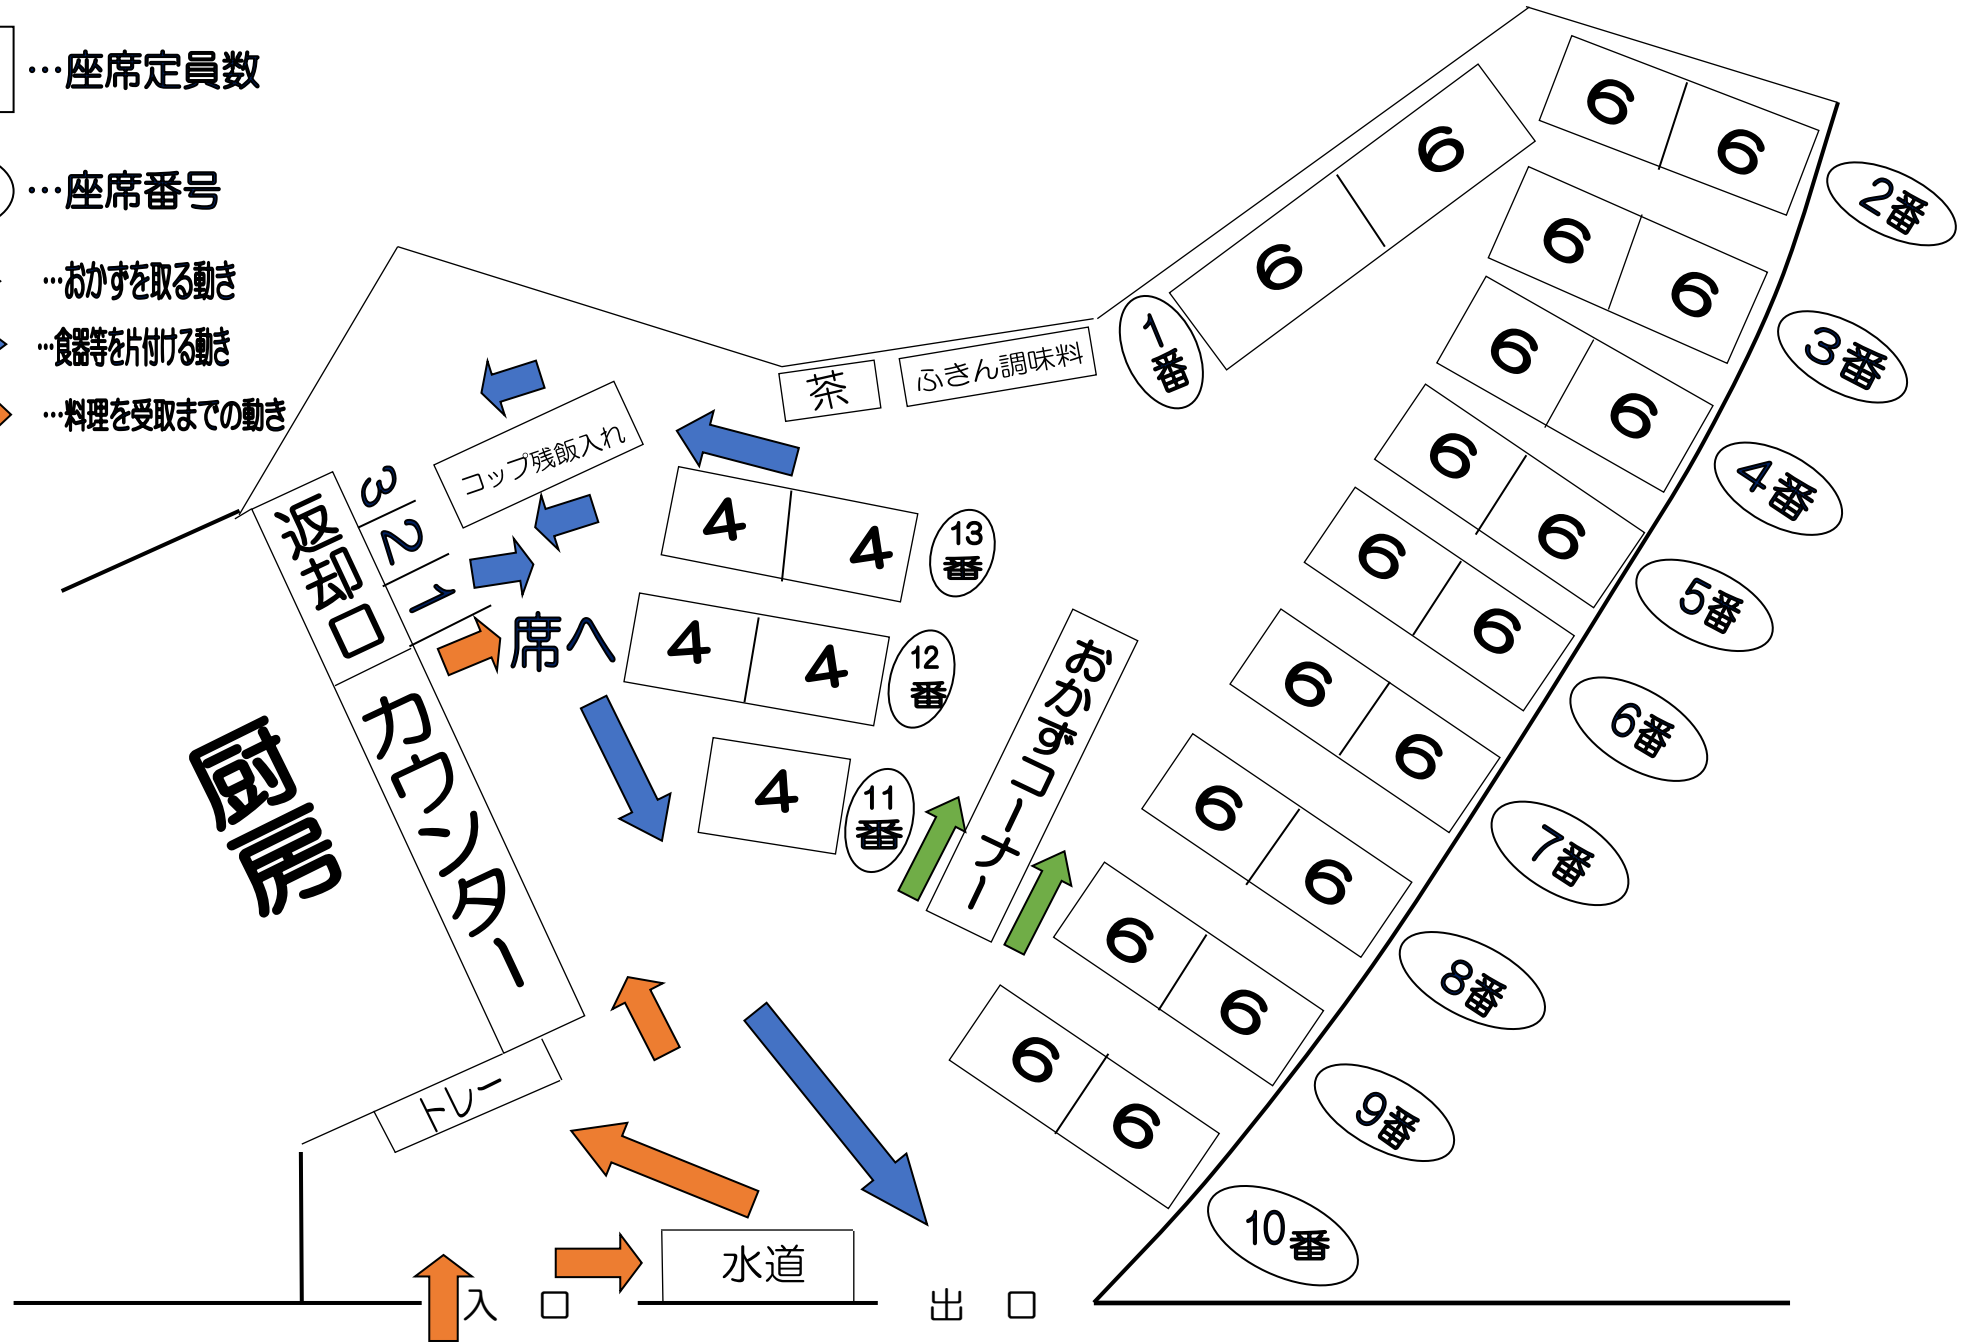 …座席定員数
…座席番号
…おかずを取る動き
…食器等を片付ける動き
…料理を受取までの動き
6
6
2番
6
6
1番
6
6
3番
6
6
4番
6
6
5番
6
6
6番
6
6
7番
6
6
8番
6
6
9番
6
6
10番
茶
ふきん調味料
コップ残飯入れ
3
2
1
返却口
席へ
4
4
13番
4
4
12番
4
11番
おかずコーナー
カウンター
厨房
トレー
水道
入 口
出 口